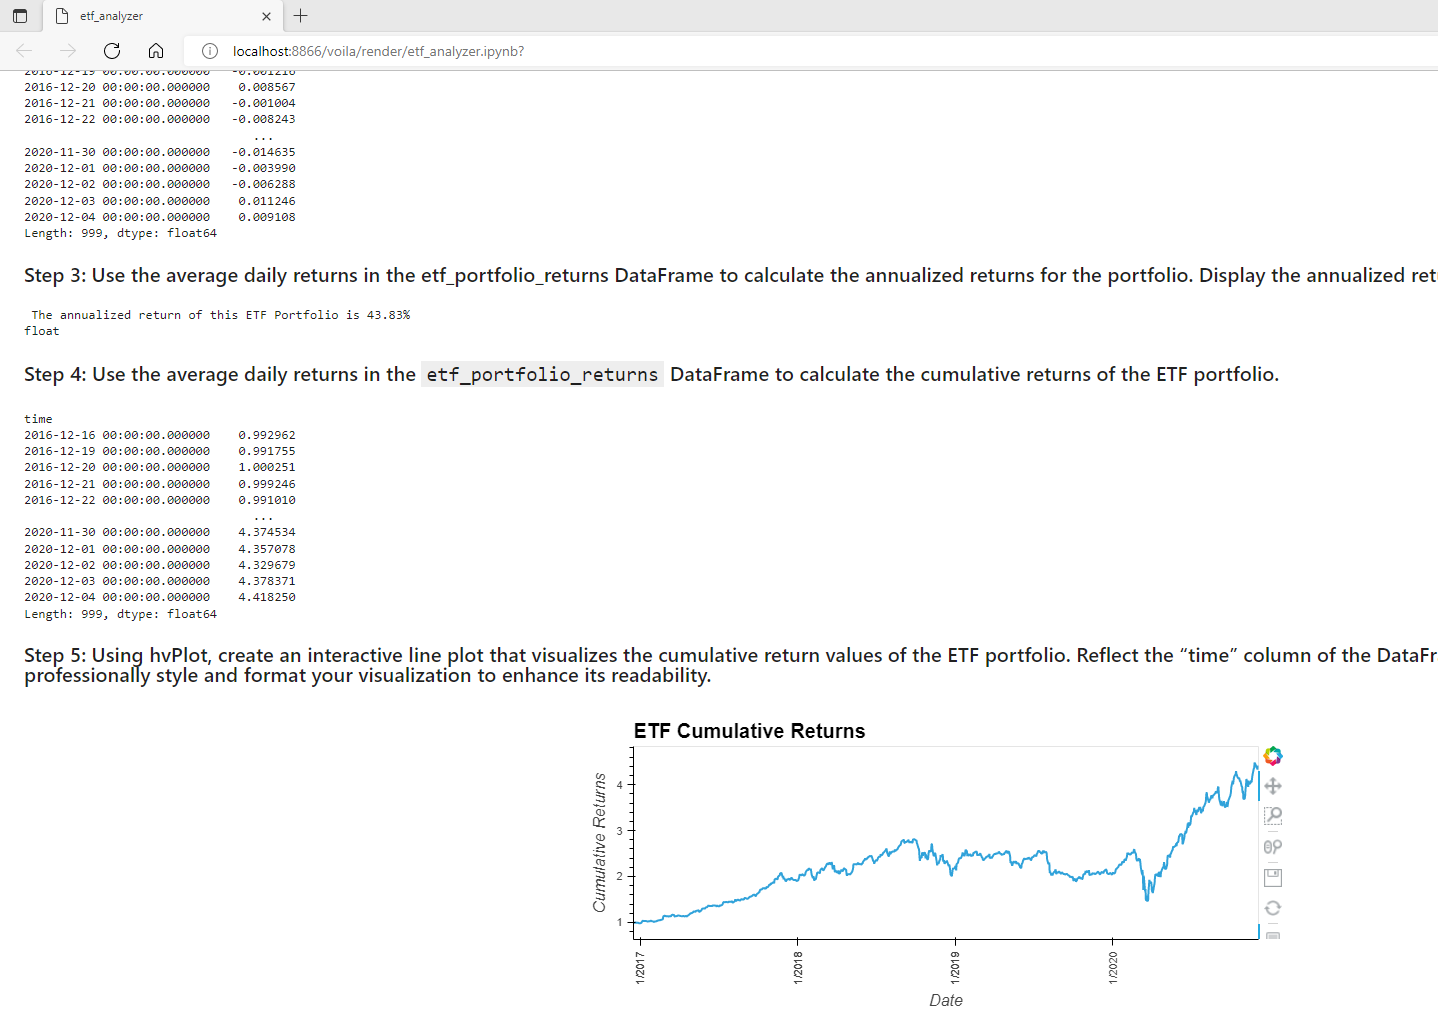 etf_analyzer
localhost:8866/voila/render/etf_analyzer.ipynb?
2016-12-19 00:00:00.000000 -0.001216
2016-12-20 00:00:00.000000 0.008567
2016-12-21 00:00:00.000000 -0.001004
2016-12-22 00:00:00.000000 -0.008243
...
2020-11-30 00:00:00.000000 -0.014635
2020-12-01 00:00:00.000000 -0.003990
2020-12-02 00:00:00.000000 -0.006288
2020-12-03 00:00:00.000000 0.011246
2020-12-04 00:00:00.000000 0.009108
Length: 999, dtype: float64
Step 3: Use the average daily returns in the etf_portfolio_returns DataFrame to calculate the annualized returns for the portfolio. Display the annualized ret
The annualized return of this ETF Portfolio is 43.83%
float
Step 4: Use the average daily returns in the etf_portfolio_returns DataFrame to calculate the cumulative returns of the ETF portfolio.
time
2016-12-16 00:00:00.000000 0.992962
2016-12-19 00:00:00.000000 0.991755
2016-12-20 00:00:00.000000 1.000251
2016-12-21 00:00:00.000000 0.999246
2016-12-22 00:00:00.000000 0.991010
...
2020-11-30 00:00:00.000000 4.374534
2020-12-01 00:00:00.000000 4.357078
2020-12-02 00:00:00.000000 4.329679
2020-12-03 00:00:00.000000 4.378371
2020-12-04 00:00:00.000000 4.418250
Length: 999, dtype: float64
Step 5: Using hvPlot, create an interactive line plot that visualizes the cumulative return values of the ETF portfolio. Reflect the “time” column of the DataFr
professionally style and format your visualization to enhance its readability.
ETF Cumulative Returns
Cumulative Returns
4
3
2
1
1/2017
1/2018
1/2019
1/2020
Date